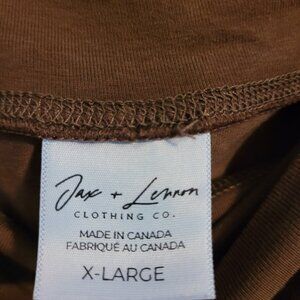 Jax + Lennon
CLOTHING CO.
MADE IN CANADA
FABRIQUÉ AU CANADA
X-LARGE